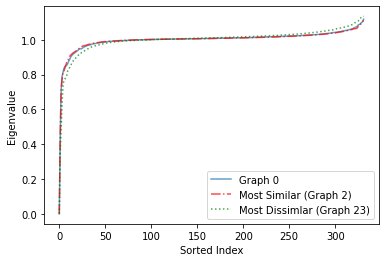 1.0
0.8
0.6
0.4
0.2
0.0
Eigenvalue
Graph 0
Most Similar (Graph 2)
Most Dissimlar (Graph 23)
0 50 100 150 200 250 300
Sorted Index